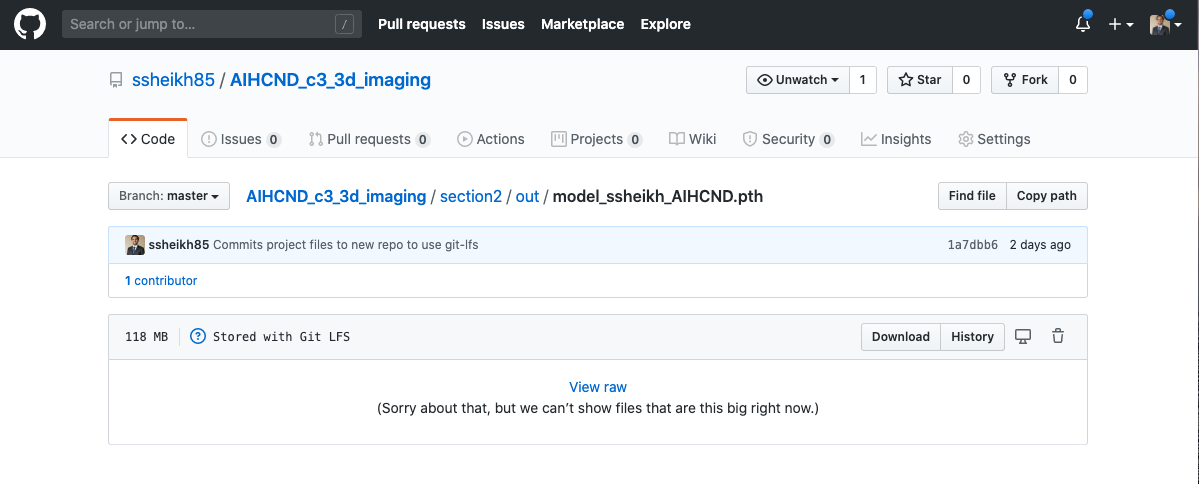 Search or jump to... / Pull requests Issues Marketplace Explore
ssheikh85 / AIHCND_c3_3d_imaging Unwatch 1 Star 0 Fork 0
Code Issues 0 Pull requests 0 Actions Projects 0 Wiki Security 0 Insights Settings
Branch: master AIHCND_c3_3d_imaging / section2 / out / model_ssheikh_AIHCND.pth Find file Copy path
ssheikh85 Commits project files to new repo to use git-lfs 1a7dbb6 2 days ago
1 contributor
118 MB ? Stored with Git LFS Download History
View raw
(Sorry about that, but we can’t show files that are this big right now.)